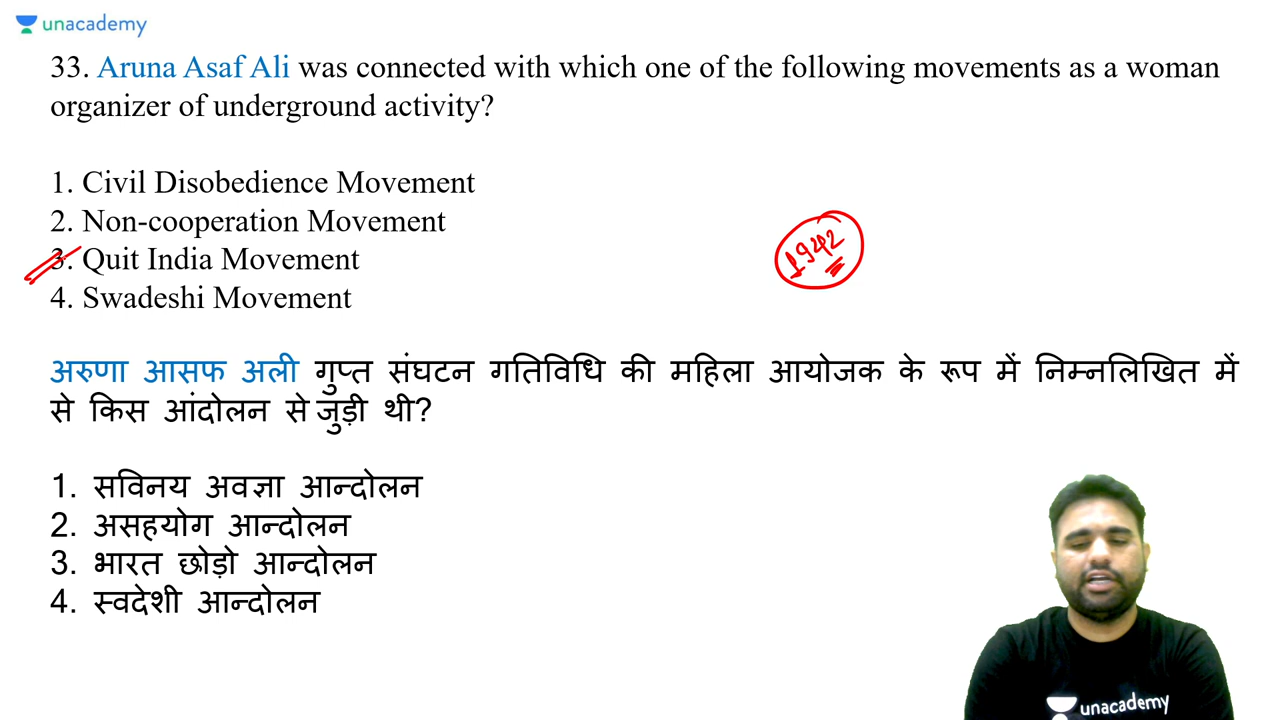 unacademy
33. Aruna Asaf Ali was connected with which one of the following movements as a woman
organizer of underground activity?
1. Civil Disobedience Movement
2. Non-cooperation Movement
3. Quit India Movement
1942
4. Swadeshi Movement
अरुणा आसफ अली गुप्त संघटन गतिविधि की महिला आयोजक के रूप में निम्नलिखित में
से किस आंदोलन से जुड़ी थी?
1. सविनय अवज्ञा आन्दोलन
2. असहयोग आन्दोलन
3. भारत छोड़ो आन्दोलन
4. स्वदेशी आन्दोलन
unacademy